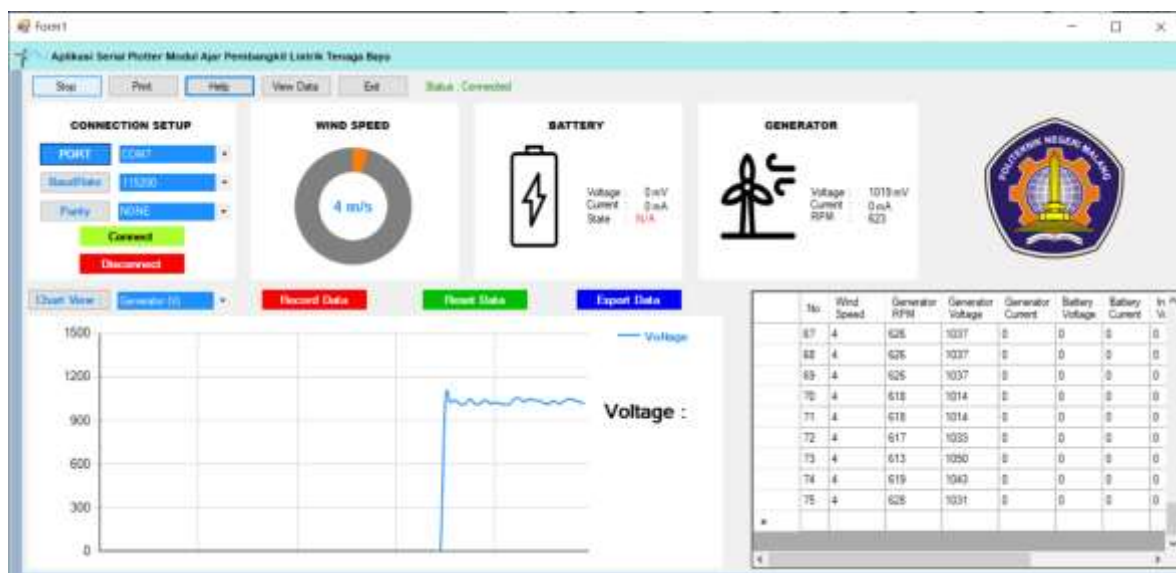 Form1
Aplikasi Serial Plotter Modul Ajar Pembangkit Listrik Tenaga Bayu
Stop Print Help View Data Exit Status : Connected
CONNECTION SETUP
PORT COM7
BaudRate 115200
Parity NONE
Connect
Disconnect
WIND SPEED
4 m/s
BATTERY
Voltage : 0 mV
Current : 0 mA
State : N/A
GENERATOR
Voltage : 1019 mV
Current : 0 mA
RPM : 623
POLITEKNIK NEGERI MALANG
Chart View : Generator (V) Record Data Reset Data Export Data
1500
1200
900
600
300
0
Voltage
Voltage :
No Wind Speed Generator RPM Generator Voltage Generator Current Battery Voltage Battery Current
67 4 626 1037 0 0 0 0
68 4 626 1037 0 0 0 0
69 4 626 1037 0 0 0 0
70 4 618 1014 0 0 0 0
71 4 618 1014 0 0 0 0
72 4 617 1033 0 0 0 0
73 4 613 1050 0 0 0 0
74 4 619 1043 0 0 0 0
75 4 628 1031 0 0 0 0